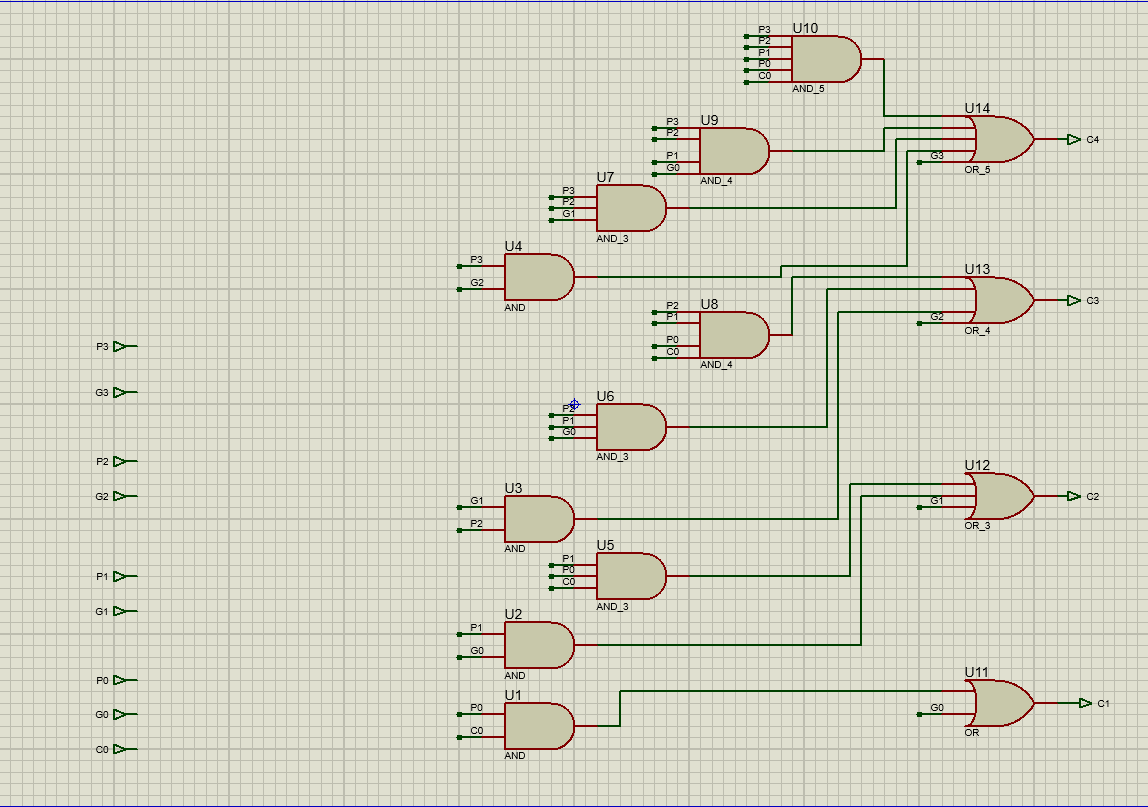 U10
P3
P2
P1
P0
C0
AND_5
U14
C4
G3
OR_5
U9
P3
P2
P1
G0
AND_4
U7
P3
P2
G1
AND_3
U4
P3
G2
AND
U13
C3
G2
OR_4
U8
P2
P1
P0
C0
AND_4
P3
G3
U6
P2
P1
G0
AND_3
P2
G2
U12
C2
G1
OR_3
U3
G1
P2
AND
U5
P1
P0
C0
AND_3
P1
G1
U2
P1
G0
AND
U11
C1
G0
OR
U1
P0
C0
AND
P0
G0
C0